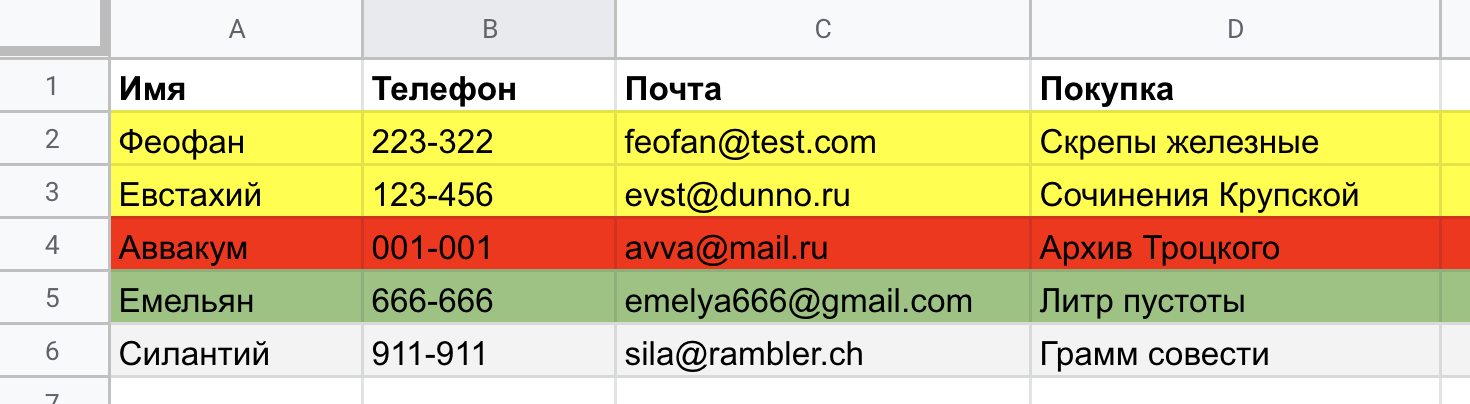 A B C D
1 Имя Телефон Почта Покупка
2 Феофан 223-322 feofan@test.com Скрепы железные
3 Евстахий 123-456 evst@dunno.ru Сочинения Крупской
4 Аввакум 001-001 avva@mail.ru Архив Троцкого
5 Емельян 666-666 emelya666@gmail.com Литр пустоты
6 Силантий 911-911 sila@rambler.ch Грамм совести
7